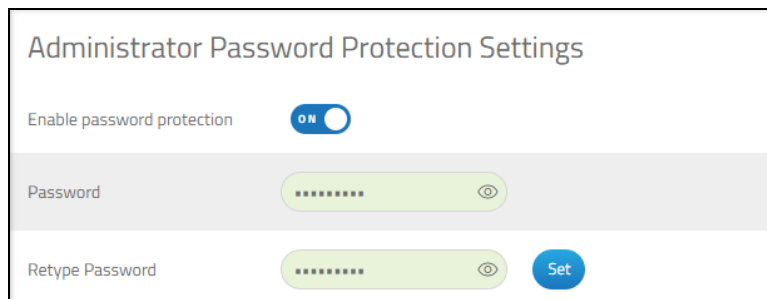 Administrator Password Protection Settings
Enable password protection ON
Password ▪▪▪▪▪▪▪▪▪
Retype Password ▪▪▪▪▪▪▪▪▪ Set